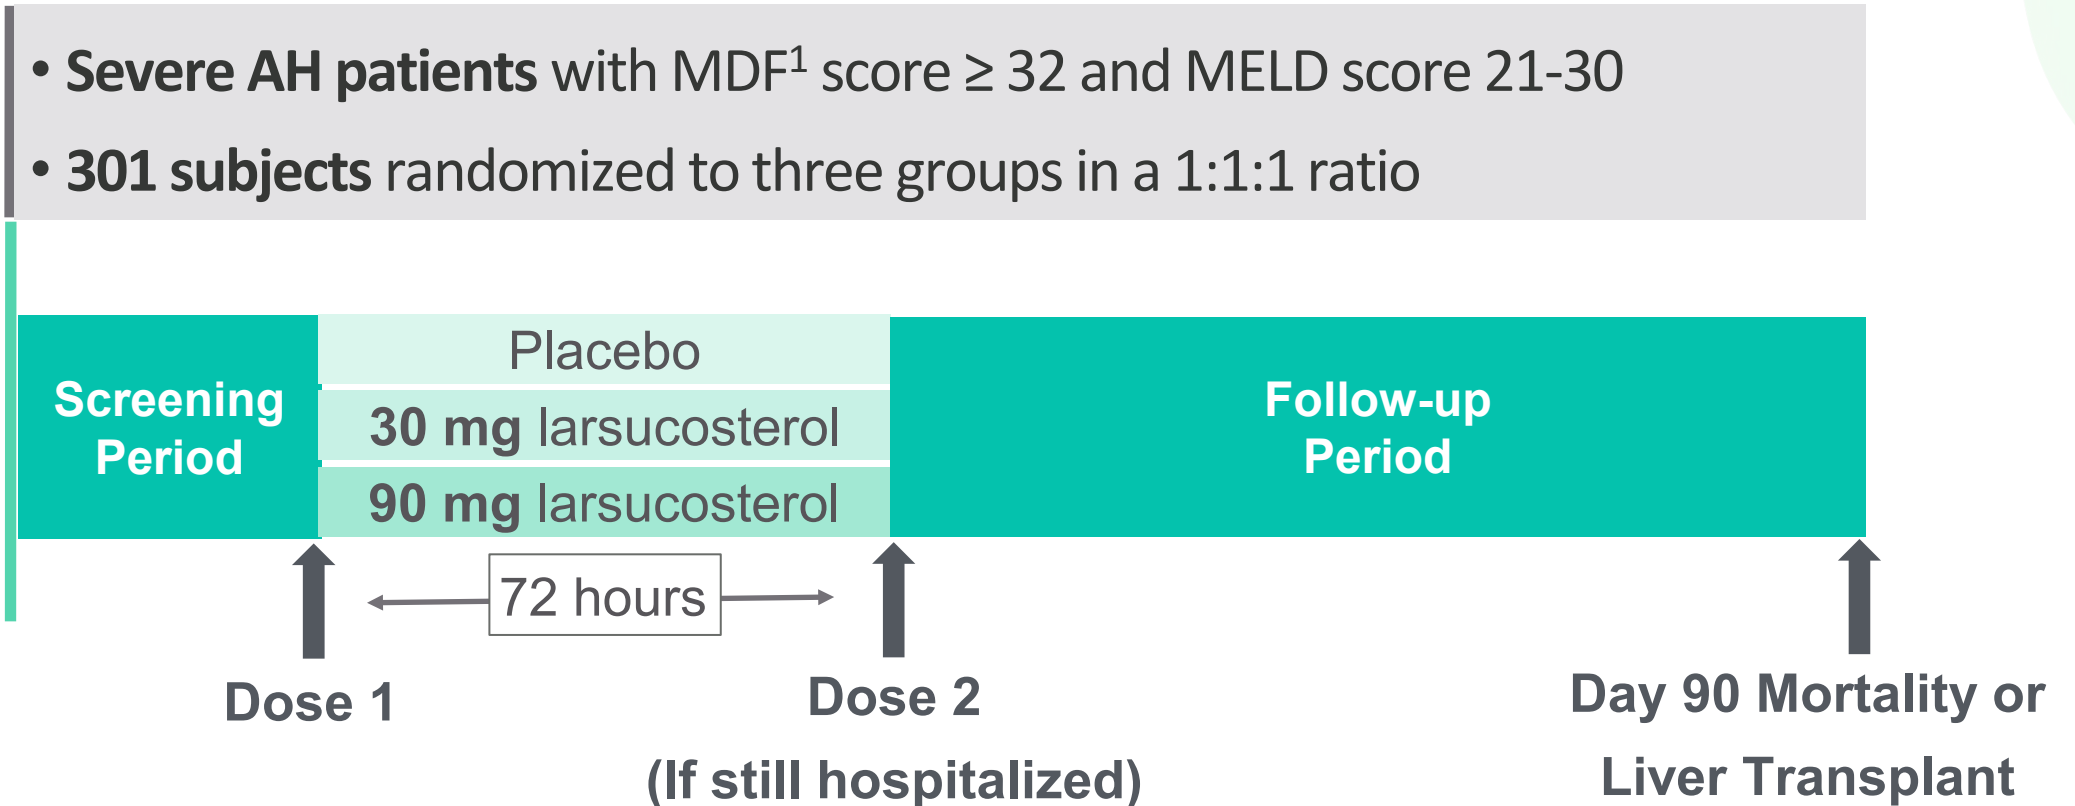 • Severe AH patients with MDF¹ score ≥ 32 and MELD score 21-30
• 301 subjects randomized to three groups in a 1:1:1 ratio
Screening
Period
Placebo
30 mg larsucosterol
90 mg larsucosterol
Follow-up
Period
72 hours
Dose 1
Dose 2
(If still hospitalized)
Day 90 Mortality or
Liver Transplant